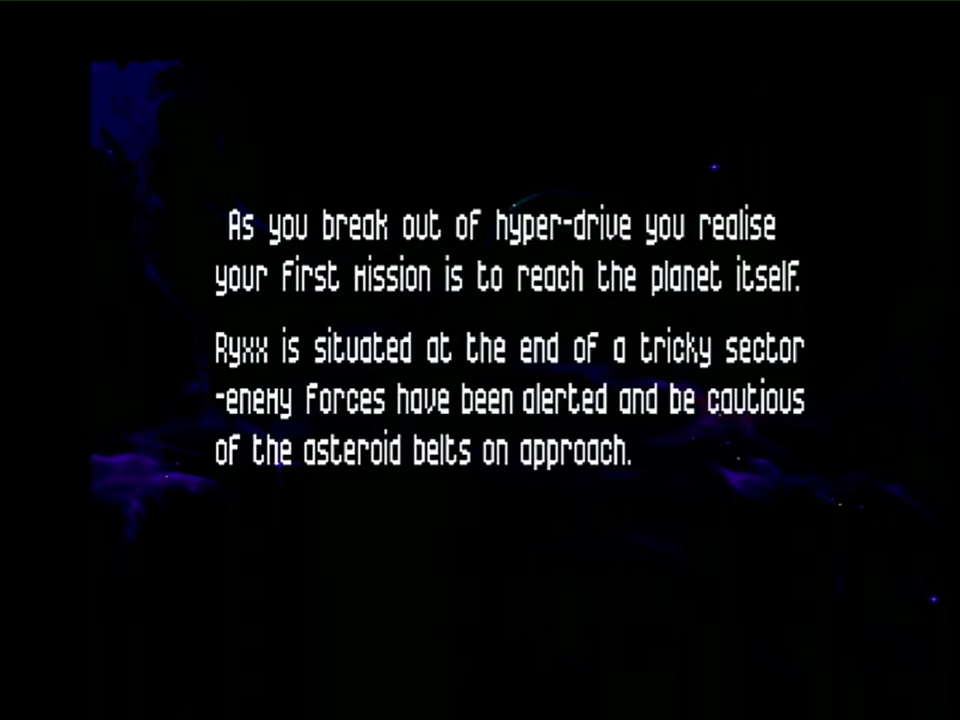 As you break out of hyper-drive you realise
your first mission is to reach the planet itself.
Ryxx is situated at the end of a tricky sector
-enemy forces have been alerted and be cautious
of the asteroid belts on approach.